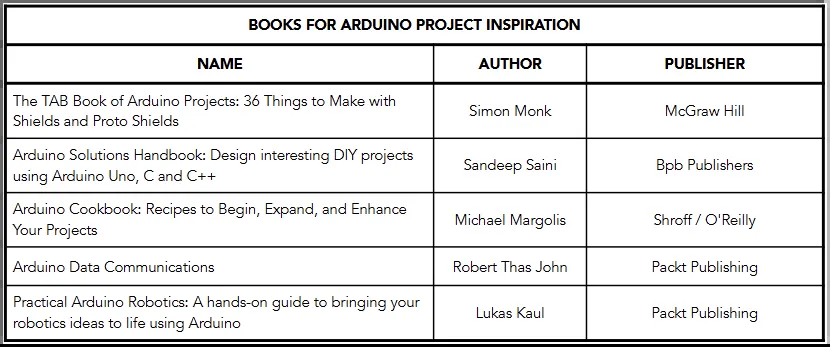 BOOKS FOR ARDUINO PROJECT INSPIRATION
NAME AUTHOR PUBLISHER
The TAB Book of Arduino Projects: 36 Things to Make with
Shields and Proto Shields
Simon Monk
McGraw Hill
Arduino Solutions Handbook: Design interesting DIY projects
using Arduino Uno, C and C++
Sandeep Saini
Bpb Publishers
Arduino Cookbook: Recipes to Begin, Expand, and Enhance
Your Projects
Michael Margolis
Shroff / O'Reilly
Arduino Data Communications
Robert Thas John
Packt Publishing
Practical Arduino Robotics: A hands-on guide to bringing your
robotics ideas to life using Arduino
Lukas Kaul
Packt Publishing